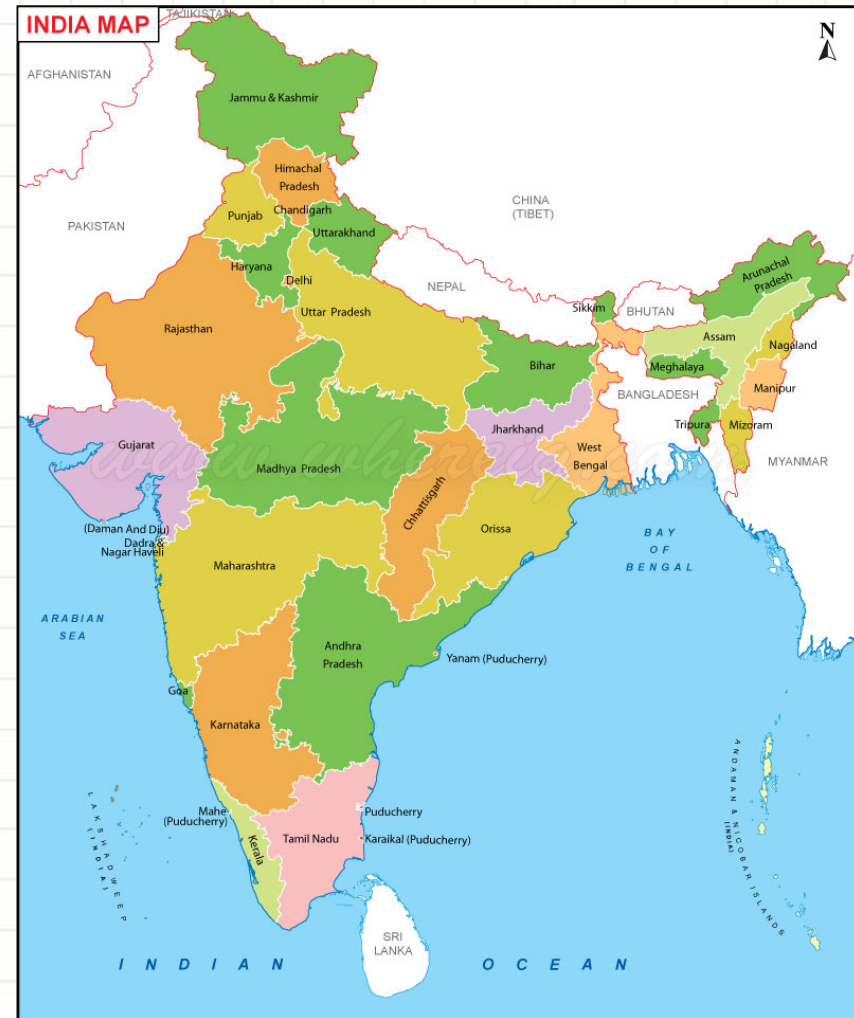 INDIA MAP
TAJIKISTAN
N
AFGHANISTAN
Jammu & Kashmir
Himachal
Pradesh
CHINA
(TIBET)
PAKISTAN
Punjab
Chandigarh
Uttarakhand
Haryana
Delhi
NEPAL
Arunachal
Pradesh
Sikkim
BHUTAN
Rajasthan
Uttar Pradesh
Assam
Nagaland
Bihar
Meghalaya
Manipur
BANGLADESH
Gujarat
Jharkhand
Tripura
Mizoram
West
Bengal
MYANMAR
Madhya Pradesh
Chhattisgarh
(Daman And Diu)
Dadra &
Nagar Haveli
Orissa
BAY
OF
BENGAL
Maharashtra
ARABIAN
SEA
Andhra
Pradesh
Yanam (Puducherry)
Goa
Karnataka
ANDAMAN & NICOBAR ISLANDS
(INDIA)
LAKSHADWEEP
(INDIA)
Mahe
(Puducherry)
Puducherry
Kerala
Tamil Nadu
Karaikal (Puducherry)
SRI
LANKA
INDIAN OCEAN